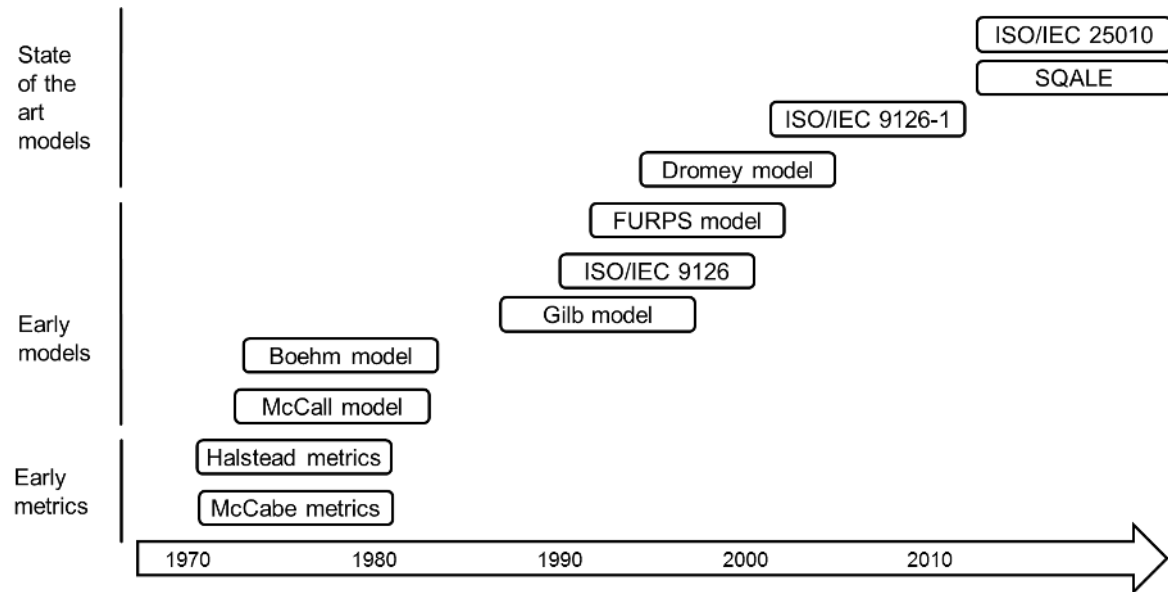 State
of the
art
models
ISO/IEC 25010
SQALE
ISO/IEC 9126-1
Dromey model
Early
models
FURPS model
ISO/IEC 9126
Gilb model
Boehm model
McCall model
Early
metrics
Halstead metrics
McCabe metrics
1970 1980 1990 2000 2010